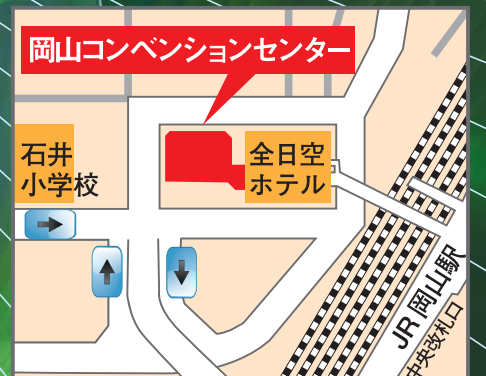 岡山コンベンションセンター
石井
小学校
全日空
ホテル
JR 岡山駅
中央改札口